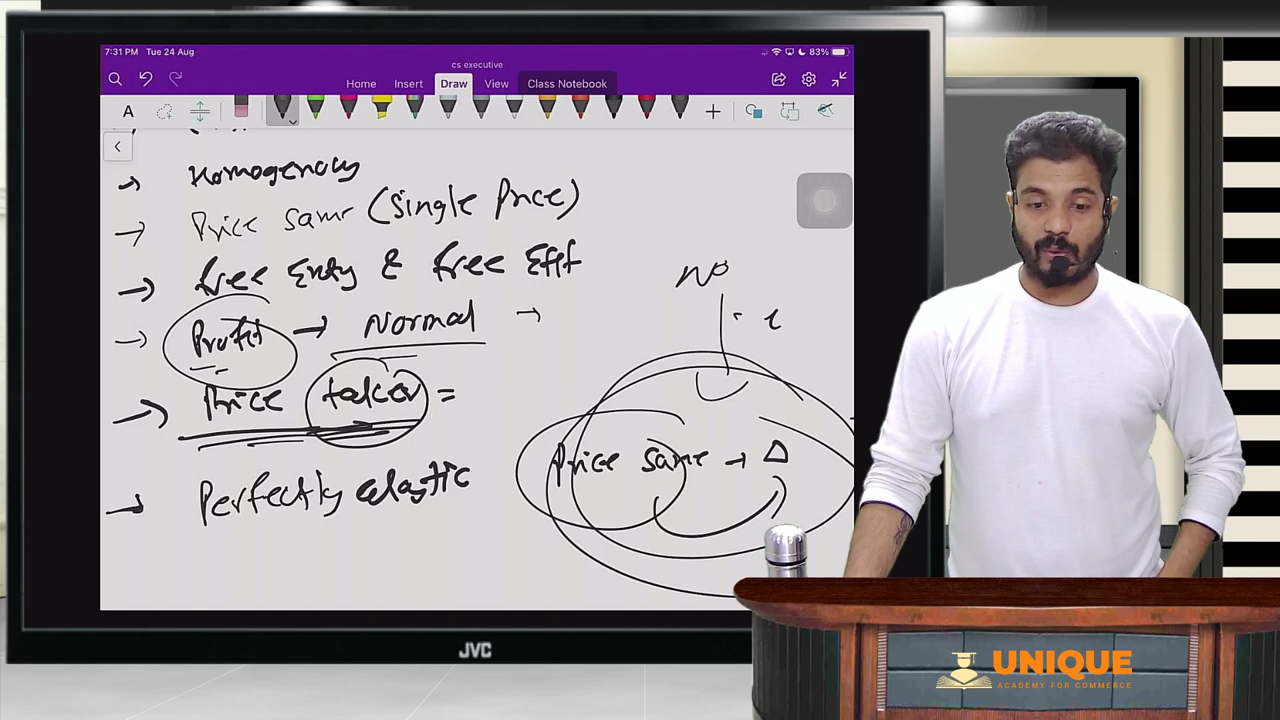 7:31 PM Tue 24 Aug
83%
cs executive
Home Insert Draw View Class Notebook
A
→ Homogenous
→ Price same (Single Price)
→ free Entry & free Exit
→ Profit → Normal →
→ Price taker =
→ Perfectly elastic
NO
Price same → Δ
JVC
UNIQUE
ACADEMY FOR COMMERCE